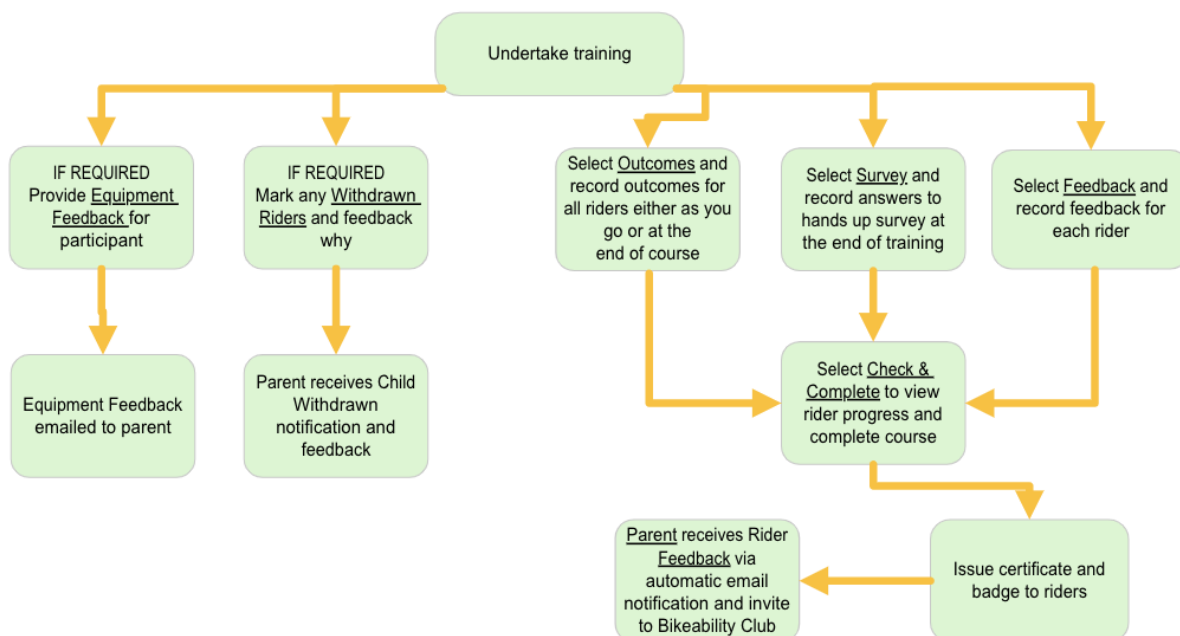 Undertake training
IF REQUIRED
Provide Equipment
Feedback for
participant
IF REQUIRED
Mark any Withdrawn
Riders and feedback
why
Select Outcomes and
record outcomes for
all riders either as you
go or at the
end of course
Select Survey and
record answers to
hands up survey at
the end of training
Select Feedback and
record feedback for
each rider
Equipment Feedback
emailed to parent
Parent receives Child
Withdrawn
notification and
feedback
Select Check &
Complete to view
rider progress and
complete course
Parent receives Rider
Feedback via
automatic email
notification and invite
to Bikeability Club
Issue certificate and
badge to riders